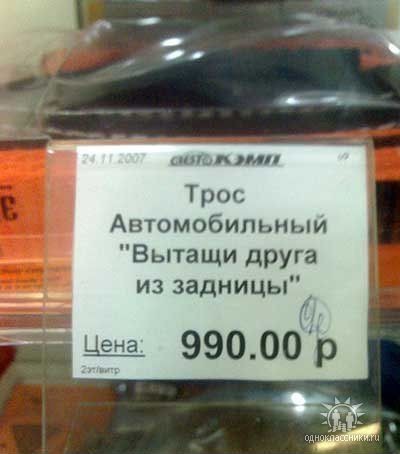 24.11.2007 автоКЭМП
Трос
Автомобильный
"Вытащи друга
из задницы"
Цена: 990.00 р
2эт/витр
одноклассники.ru